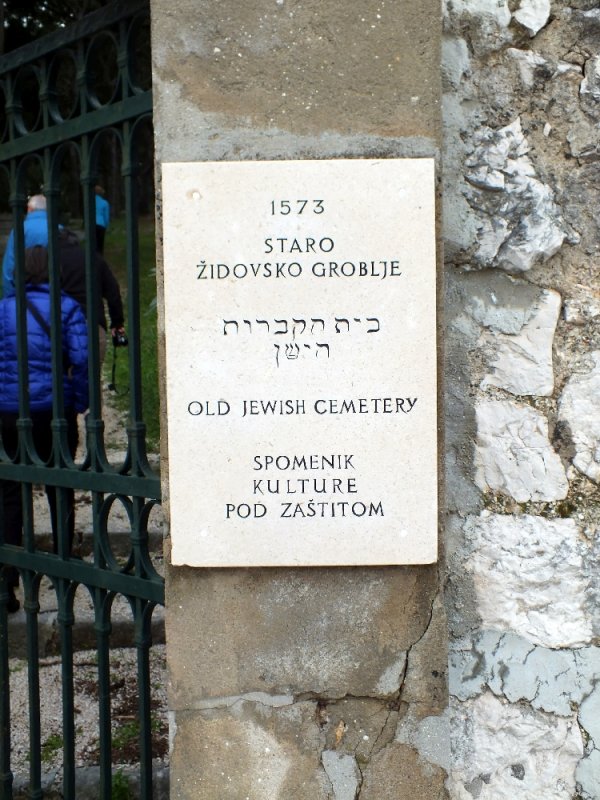 1573
STARO
ŽIDOVSKO GROBLJE
בית הקברות
הישן
OLD JEWISH CEMETERY
SPOMENIK
KULTURE
POD ZAŠTITOM